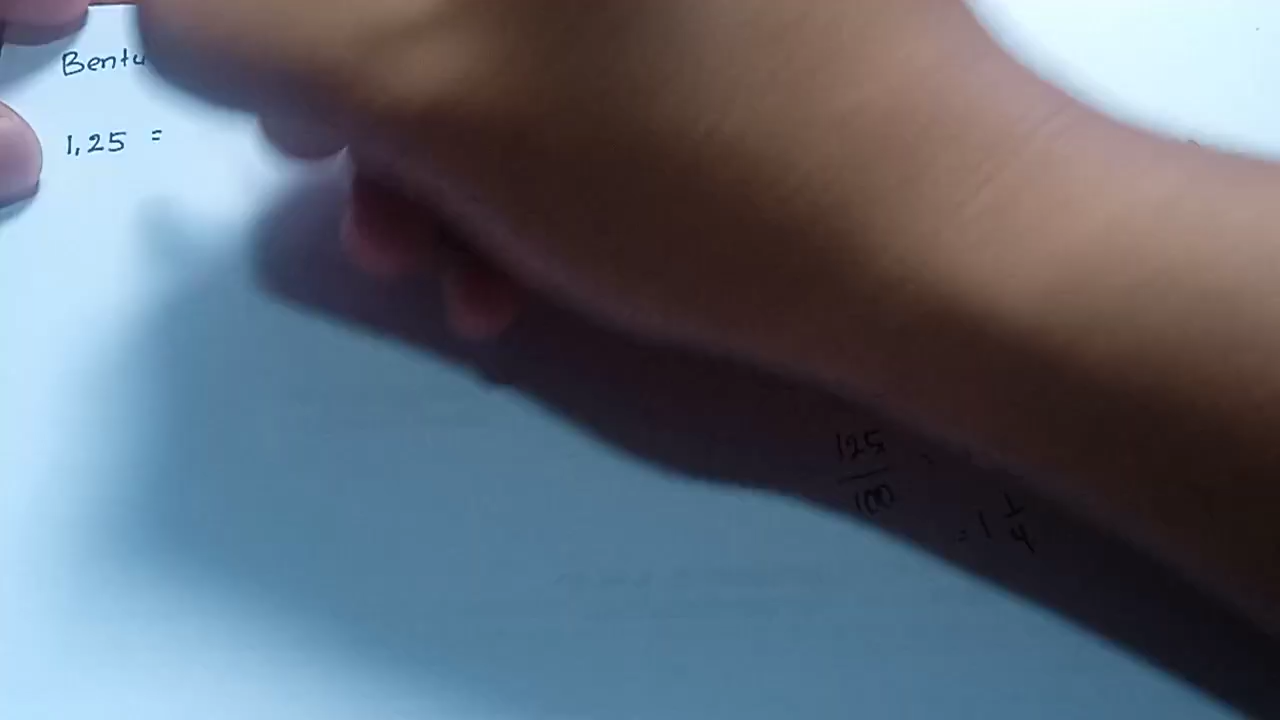 Bentu
1,25 =
125
100
= 1 1/4